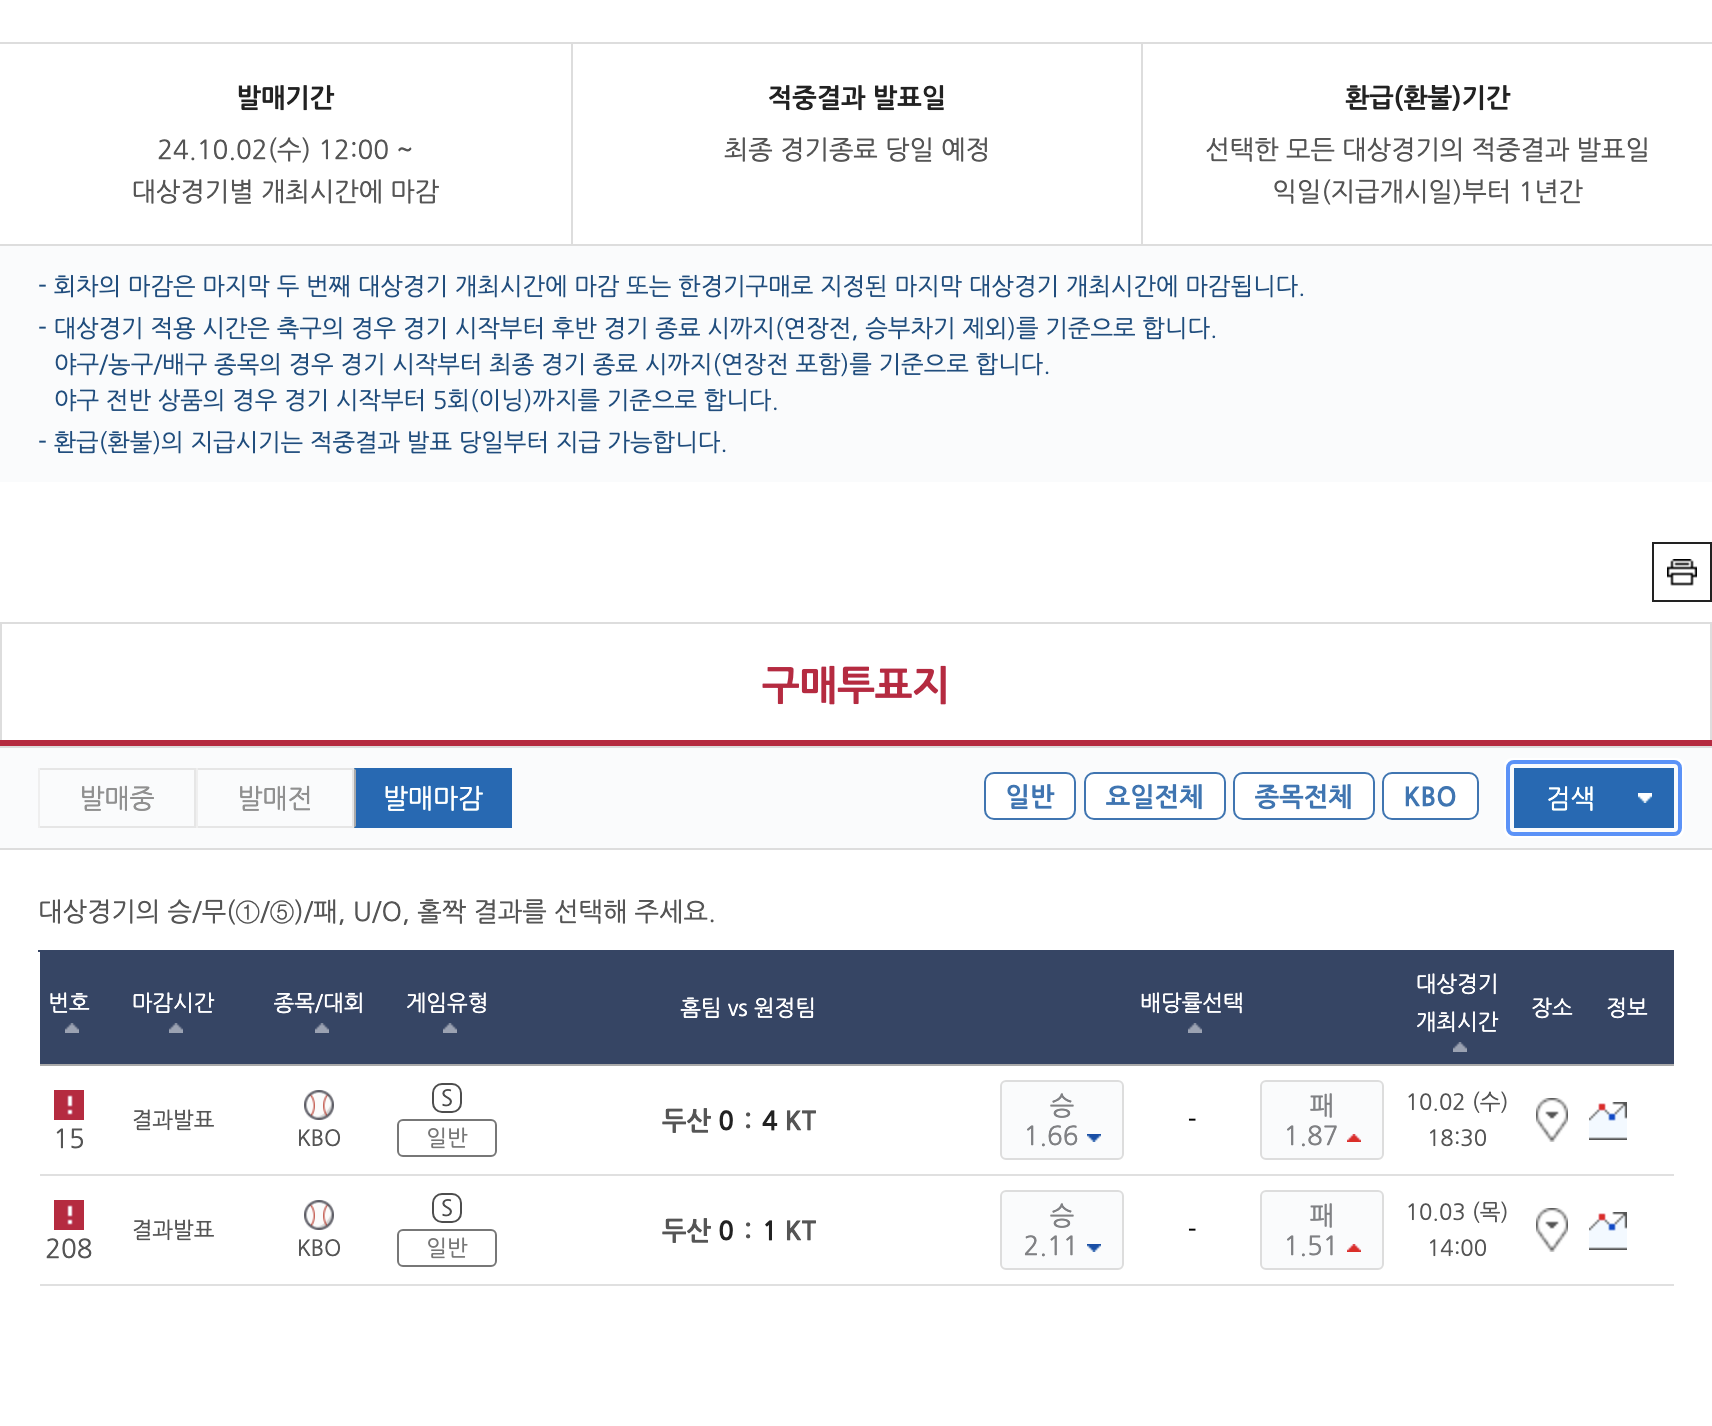 발매기간
24.10.02(수) 12:00 ~
대상경기별 개최시간에 마감
적중결과 발표일
최종 경기종료 당일 예정
환급(환불)기간
선택한 모든 대상경기의 적중결과 발표일
익일(지급개시일)부터 1년간
- 회차의 마감은 마지막 두 번째 대상경기 개최시간에 마감 또는 한경기구매로 지정된 마지막 대상경기 개최시간에 마감됩니다.
- 대상경기 적용 시간은 축구의 경우 경기 시작부터 후반 경기 종료 시까지(연장전, 승부차기 제외)를 기준으로 합니다.
야구/농구/배구 종목의 경우 경기 시작부터 최종 경기 종료 시까지(연장전 포함)를 기준으로 합니다.
야구 전반 상품의 경우 경기 시작부터 5회(이닝)까지를 기준으로 합니다.
- 환급(환불)의 지급시기는 적중결과 발표 당일부터 지급 가능합니다.
구매투표지
발매중 발매전 발매마감 일반 요일전체 종목전체 KBO 검색
대상경기의 승/무(①/⑤)/패, U/O, 홀짝 결과를 선택해 주세요.
번호 마감시간 종목/대회 게임유형 홈팀 vs 원정팀 배당률선택 대상경기 개최시간 장소 정보
! 15 결과발표 KBO S 일반 두산 0 : 4 KT 승 1.66 - 패 1.87 10.02 (수) 18:30
! 208 결과발표 KBO S 일반 두산 0 : 1 KT 승 2.11 - 패 1.51 10.03 (목) 14:00